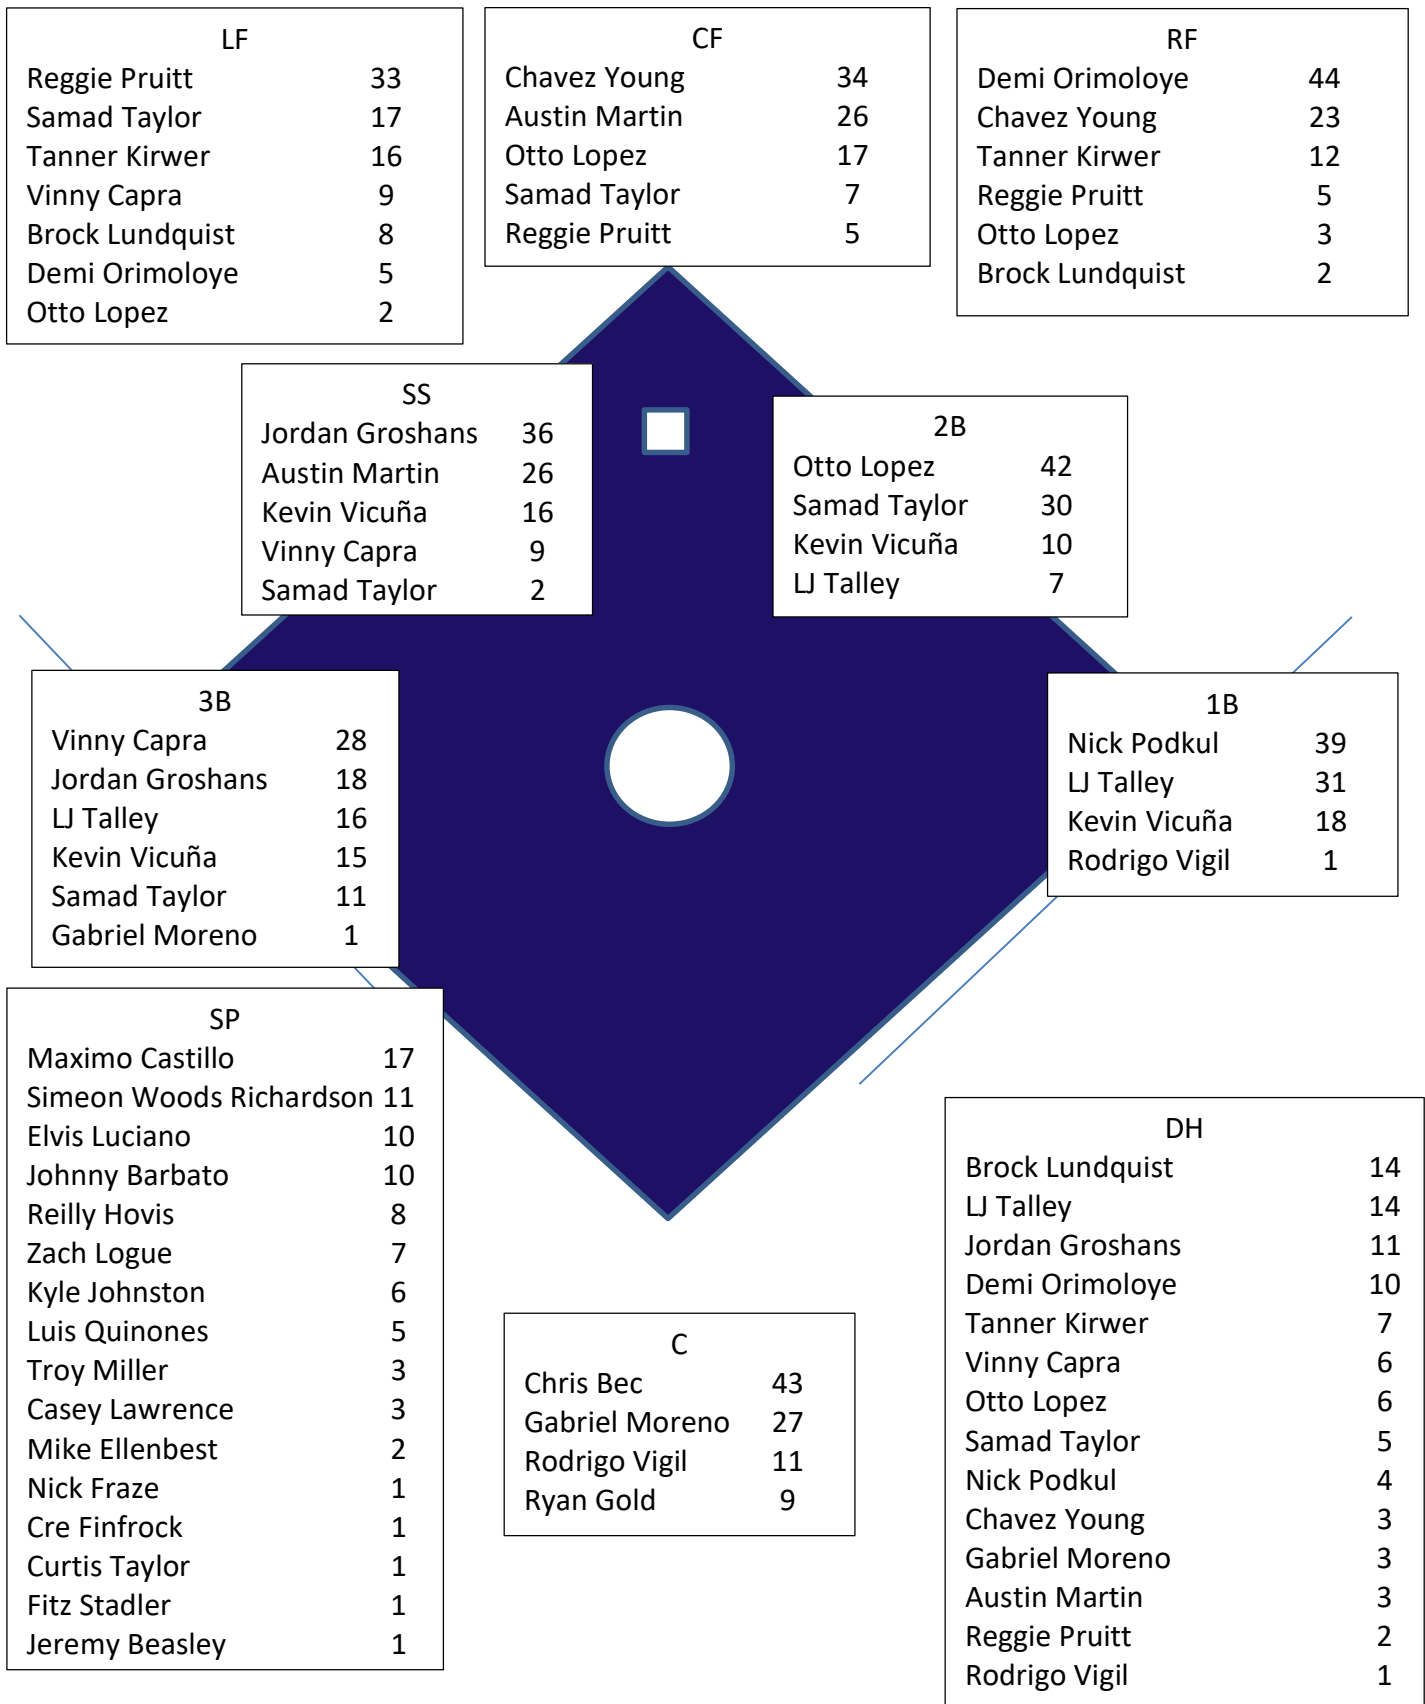 LF
Reggie Pruitt 33
Samad Taylor 17
Tanner Kirwer 16
Vinny Capra 9
Brock Lundquist 8
Demi Orimoloye 5
Otto Lopez 2
CF
Chavez Young 34
Austin Martin 26
Otto Lopez 17
Samad Taylor 7
Reggie Pruitt 5
RF
Demi Orimoloye 44
Chavez Young 23
Tanner Kirwer 12
Reggie Pruitt 5
Otto Lopez 3
Brock Lundquist 2
SS
Jordan Groshans 36
Austin Martin 26
Kevin Vicuña 16
Vinny Capra 9
Samad Taylor 2
2B
Otto Lopez 42
Samad Taylor 30
Kevin Vicuña 10
LJ Talley 7
3B
Vinny Capra 28
Jordan Groshans 18
LJ Talley 16
Kevin Vicuña 15
Samad Taylor 11
Gabriel Moreno 1
1B
Nick Podkul 39
LJ Talley 31
Kevin Vicuña 18
Rodrigo Vigil 1
SP
Maximo Castillo 17
Simeon Woods Richardson 11
Elvis Luciano 10
Johnny Barbato 10
Reilly Hovis 8
Zach Logue 7
Kyle Johnston 6
Luis Quinones 5
Troy Miller 3
Casey Lawrence 3
Mike Ellenbest 2
Nick Fraze 1
Cre Finfrock 1
Curtis Taylor 1
Fitz Stadler 1
Jeremy Beasley 1
C
Chris Bec 43
Gabriel Moreno 27
Rodrigo Vigil 11
Ryan Gold 9
DH
Brock Lundquist 14
LJ Talley 14
Jordan Groshans 11
Demi Orimoloye 10
Tanner Kirwer 7
Vinny Capra 6
Otto Lopez 6
Samad Taylor 5
Nick Podkul 4
Chavez Young 3
Gabriel Moreno 3
Austin Martin 3
Reggie Pruitt 2
Rodrigo Vigil 1